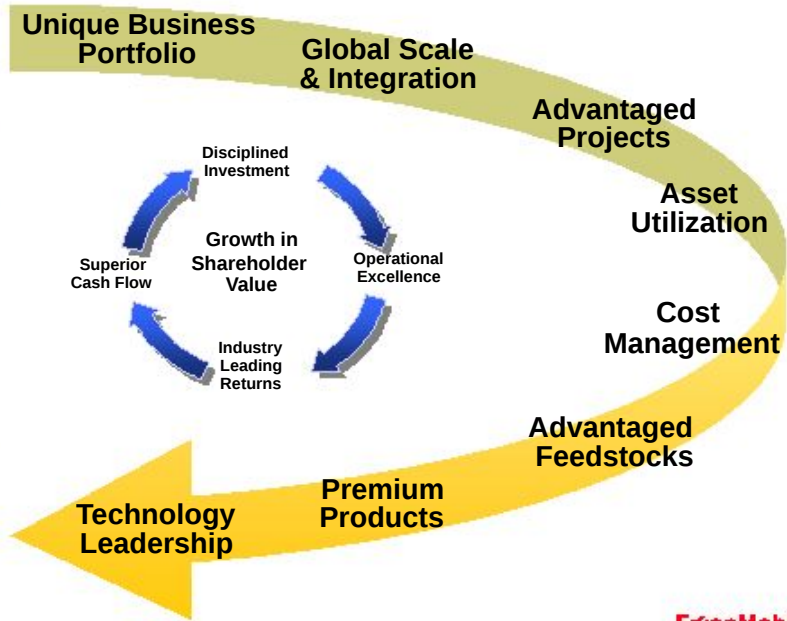 Unique Business
Portfolio
Global Scale
& Integration
Advantaged
Projects
Asset
Utilization
Cost
Management
Advantaged
Feedstocks
Premium
Products
Technology
Leadership
Disciplined
Investment
Operational
Excellence
Industry
Leading
Returns
Superior
Cash Flow
Growth in
Shareholder
Value